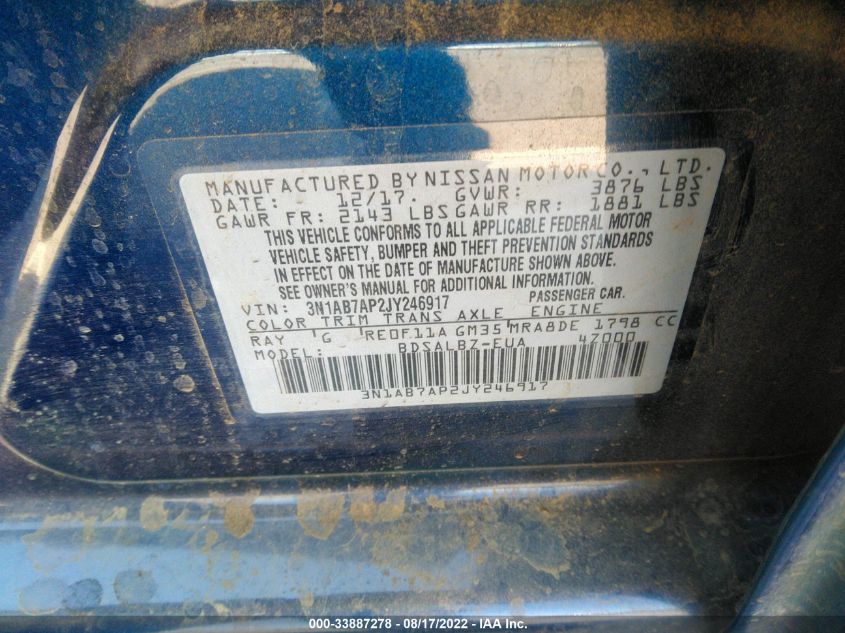 MANUFACTURED BY NISSAN MOTOR CO., LTD.
DATE: 12/17. GVWR: 3876 LBS
GAWR FR: 2143 LBS GAWR RR: 1881 LBS
THIS VEHICLE CONFORMS TO ALL APPLICABLE FEDERAL MOTOR
VEHICLE SAFETY, BUMPER AND THEFT PREVENTION STANDARDS
IN EFFECT ON THE DATE OF MANUFACTURE SHOWN ABOVE.
SEE OWNER'S MANUAL FOR ADDITIONAL INFORMATION.
VIN: 3N1AB7AP2JY246917 PASSENGER CAR.
COLOR TRIM TRANS AXLE ENGINE
RAY 'G 'RE0F11A GM35 'MRA8DE 1798 CC
MODEL: BDSALBZ-EUA 4Z000
3N1AB7AP2JY246917
000-33887278 - 08/17/2022 - IAA Inc.